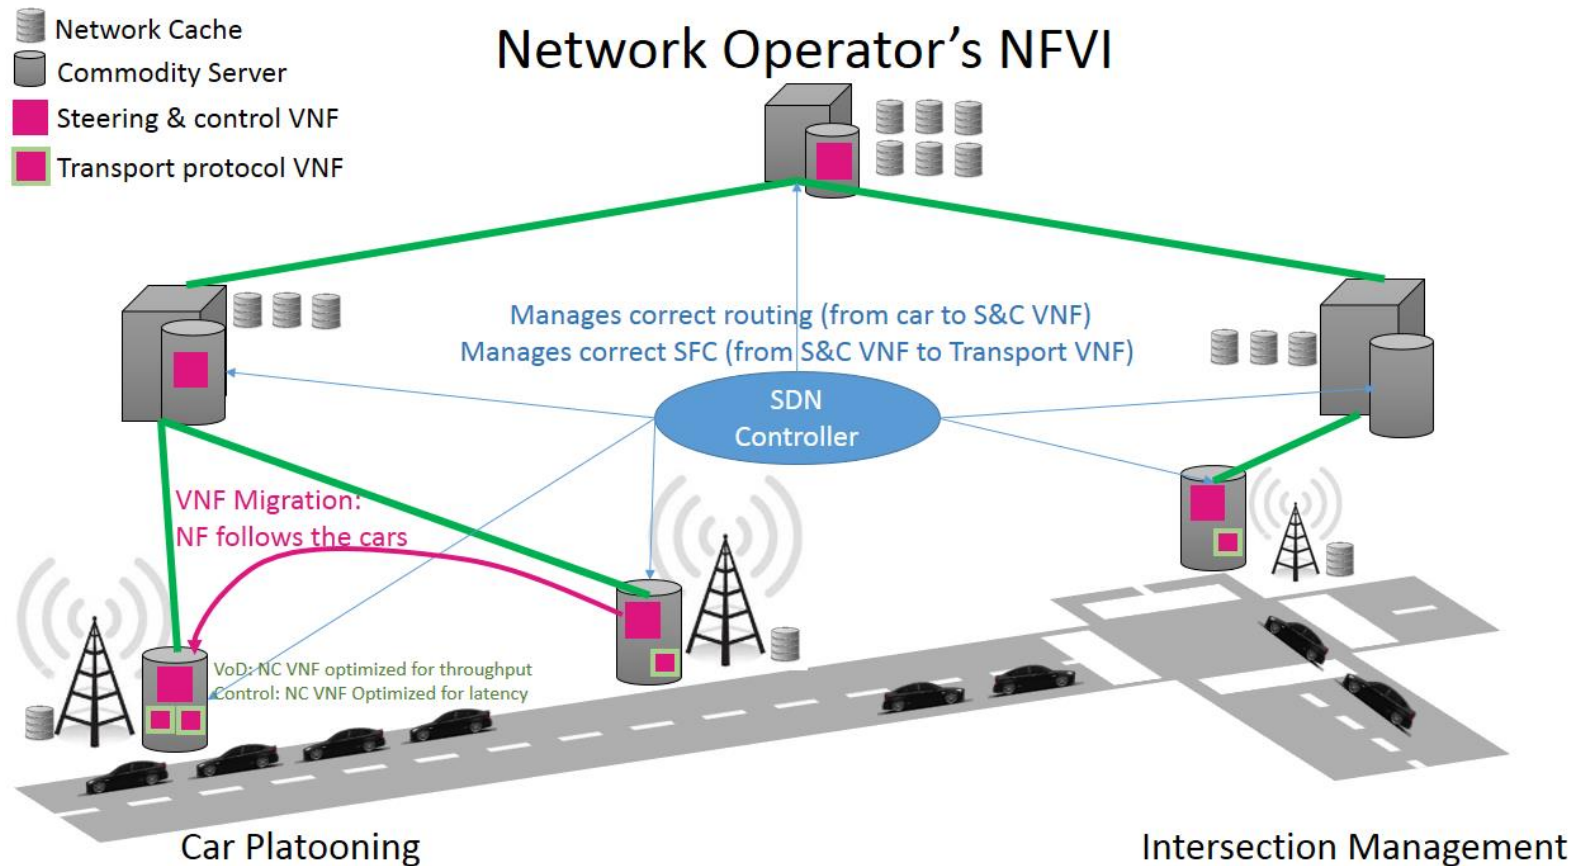 Network Cache
Commodity Server
Steering & control VNF
Transport protocol VNF
Network Operator's NFVI
Manages correct routing (from car to S&C VNF)
Manages correct SFC (from S&C VNF to Transport VNF)
SDN
Controller
VNF Migration:
NF follows the cars
VoD: NC VNF optimized for throughput
Control: NC VNF Optimized for latency
Car Platooning
Intersection Management